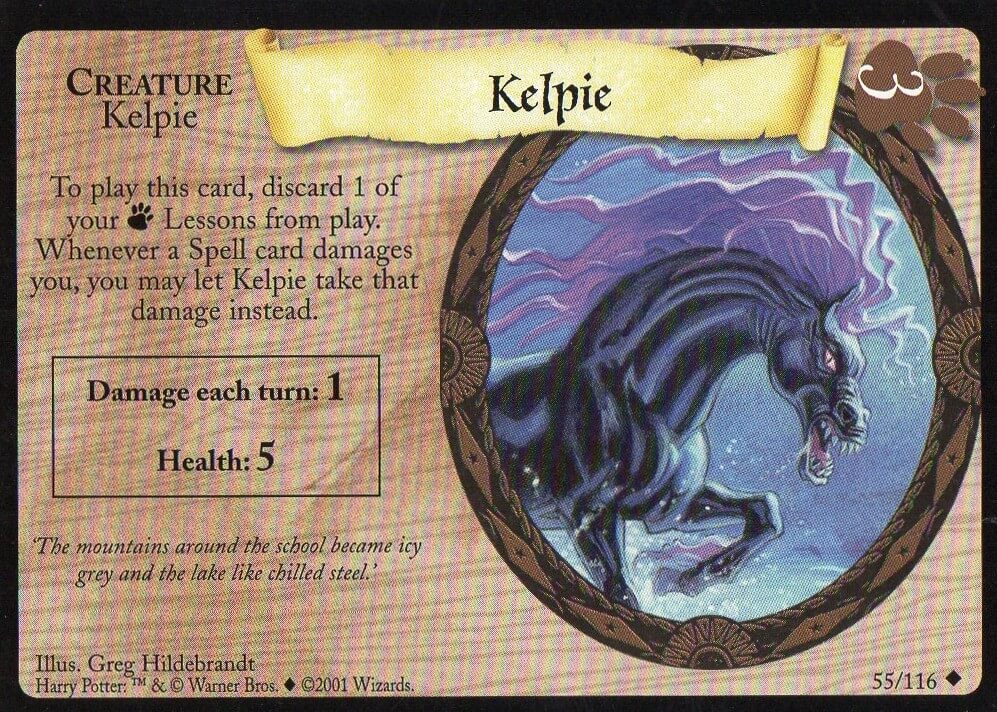 Kelpie
3
CREATURE
Kelpie
To play this card, discard 1 of
your Lessons from play.
Whenever a Spell card damages
you, you may let Kelpie take that
damage instead.
Damage each turn: 1
Health: 5
'The mountains around the school became icy
grey and the lake like chilled steel.'
Illus. Greg Hildebrandt
Harry Potter: ™ & © Warner Bros. ♦ ©2001 Wizards.
55/116 ♦